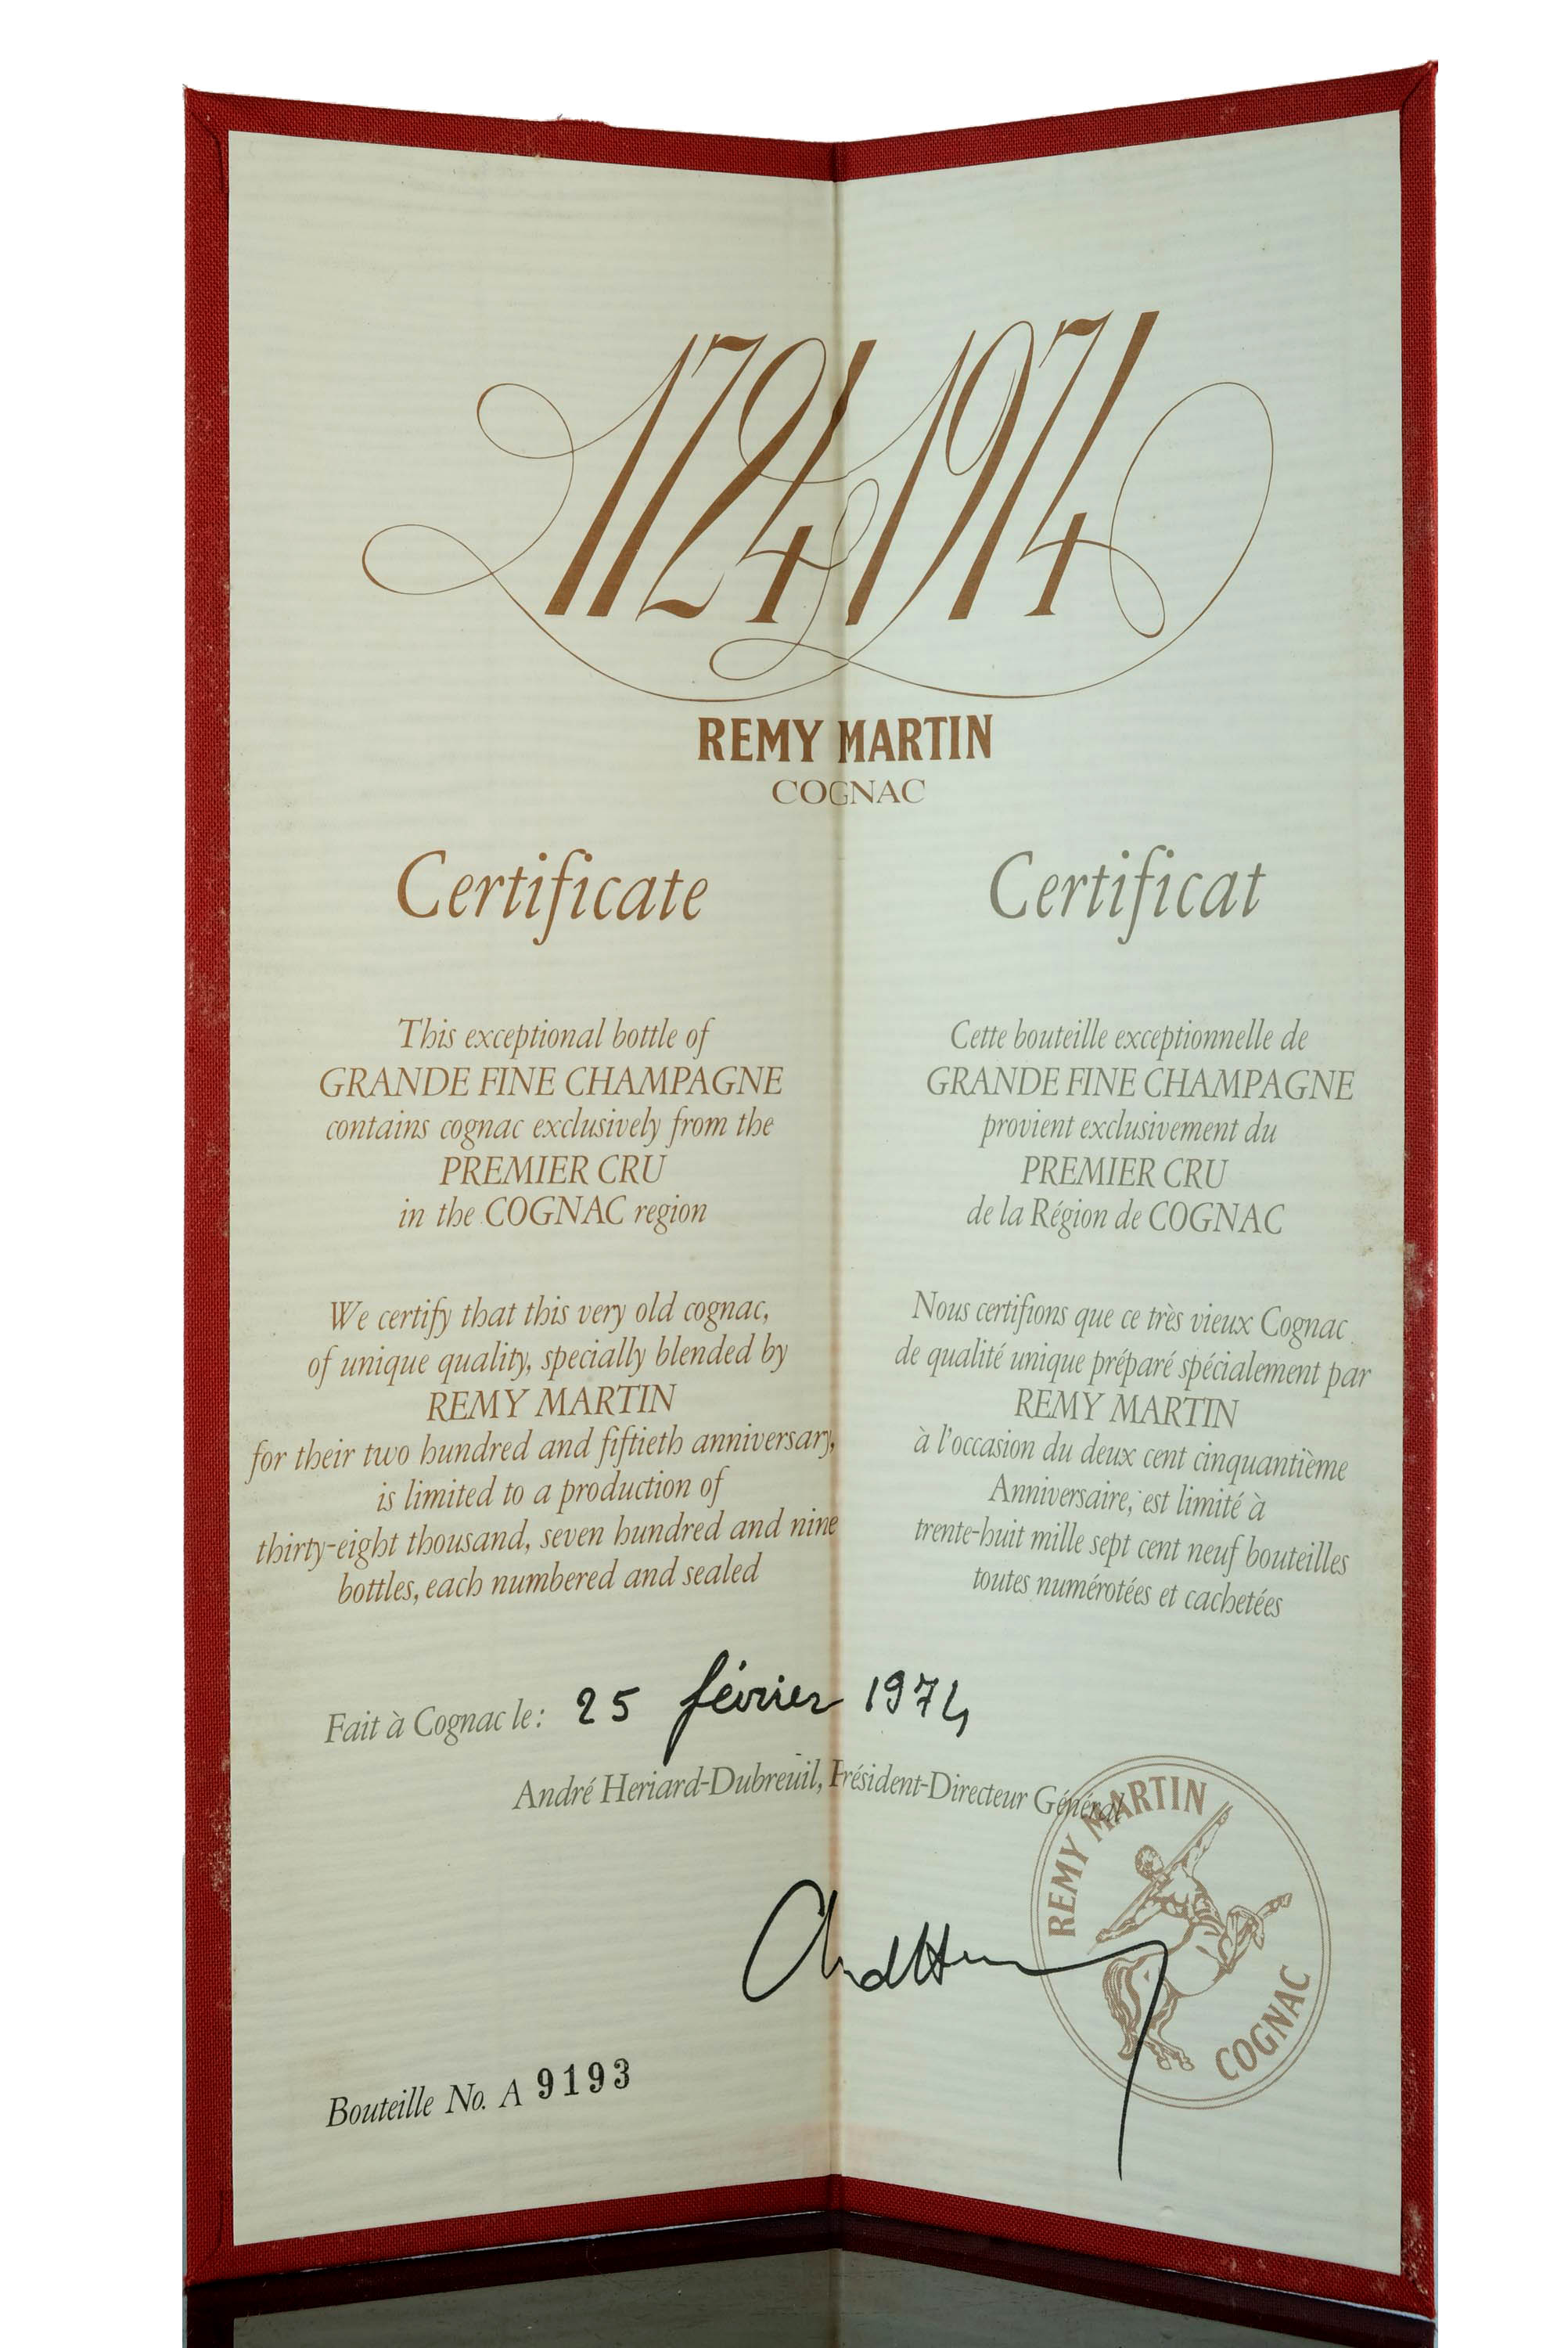 1724 1974
REMY MARTIN
COGNAC
Certificate
This exceptional bottle of
GRANDE FINE CHAMPAGNE
contains cognac exclusively from the
PREMIER CRU
in the COGNAC region
We certify that this very old cognac,
of unique quality, specially blended by
REMY MARTIN
for their two hundred and fiftieth anniversary,
is limited to a production of
thirty-eight thousand, seven hundred and nine
bottles, each numbered and sealed
Certificat
Cette bouteille exceptionnelle de
GRANDE FINE CHAMPAGNE
provient exclusivement du
PREMIER CRU
de la Région de COGNAC
Nous certifions que ce très vieux Cognac
de qualité unique préparé spécialement par
REMY MARTIN
à l'occasion du deux cent cinquantième
Anniversaire, est limité à
trente-huit mille sept cent neuf bouteilles
toutes numérotées et cachetées
Fait à Cognac le: 25 février 1974
André Heriard-Dubreuil, Président-Directeur Général
REMY MARTIN
COGNAC
Bouteille No. A 9193